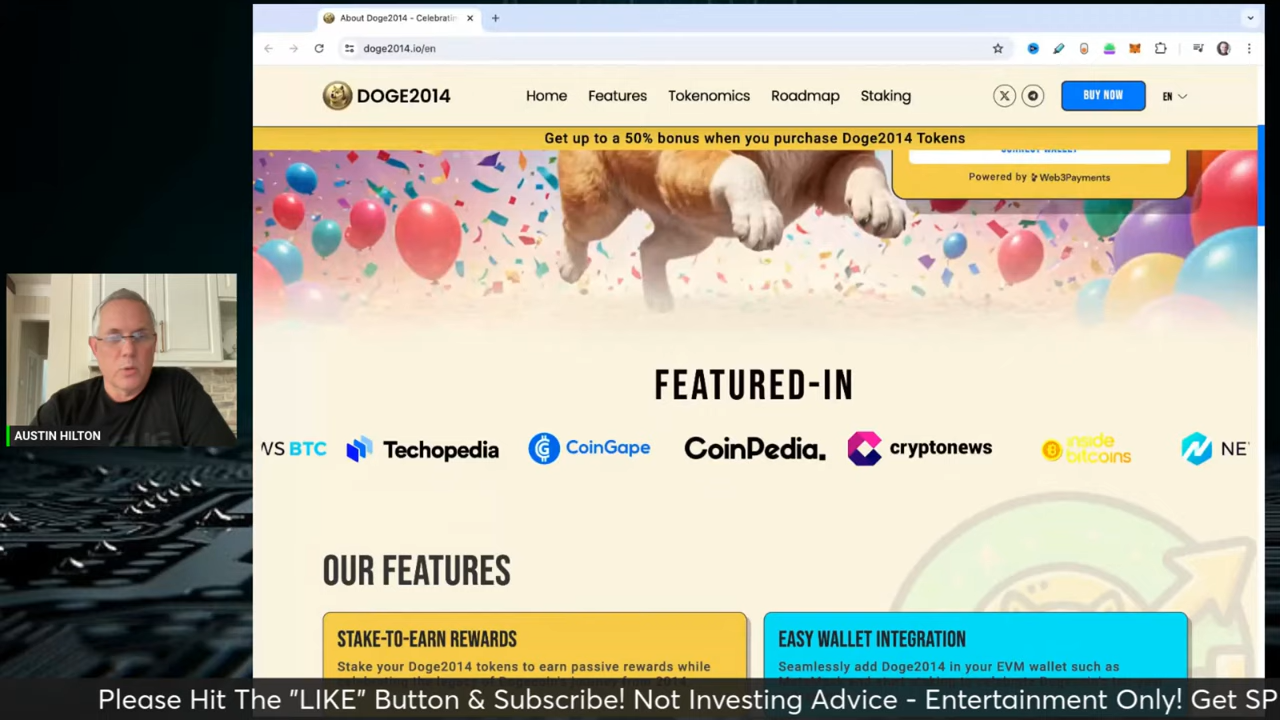 About Doge2014 - Celebratin
doge2014.io/en
DOGE2014
Home Features Tokenomics Roadmap Staking
BUY NOW
EN
Get up to a 50% bonus when you purchase Doge2014 Tokens
CONNECT WALLET
Powered by Web3Payments
FEATURED-IN
WS BTC Techopedia CoinGape CoinPedia. cryptonews inside bitcoins NE
AUSTIN HILTON
OUR FEATURES
STAKE-TO-EARN REWARDS
Stake your Doge2014 tokens to earn passive rewards while
EASY WALLET INTEGRATION
Seamlessly add Doge2014 in your EVM wallet such as
Please Hit The "LIKE" Button & Subscribe! Not Investing Advice - Entertainment Only! Get SP